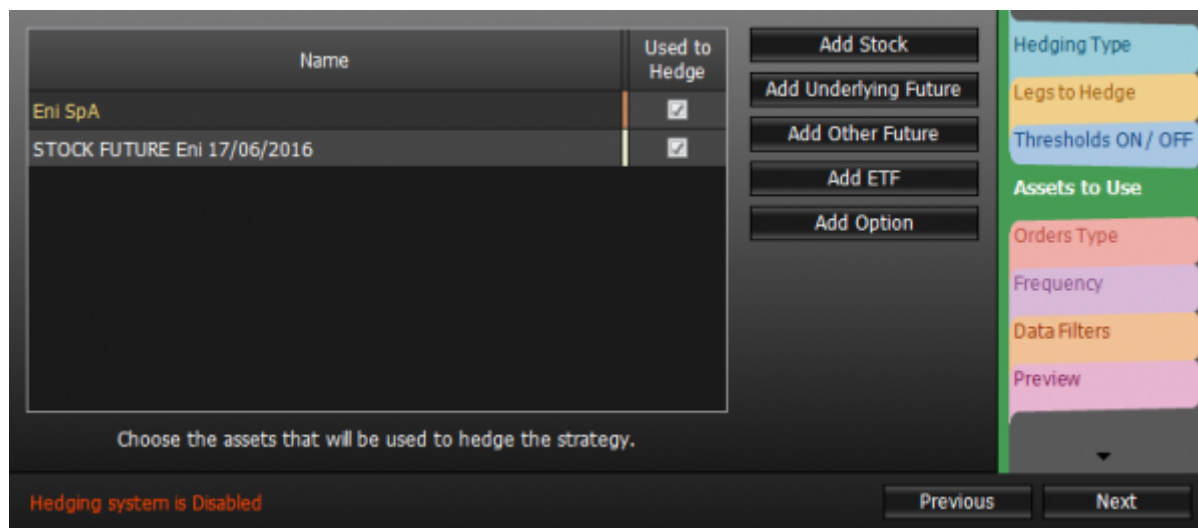 Name
Used to
Hedge
Eni SpA
STOCK FUTURE Eni 17/06/2016
Choose the assets that will be used to hedge the strategy.
Add Stock
Add Underlying Future
Add Other Future
Add ETF
Add Option
Hedging Type
Legs to Hedge
Thresholds ON / OFF
Assets to Use
Orders Type
Frequency
Data Filters
Preview
Hedging system is Disabled
Previous
Next